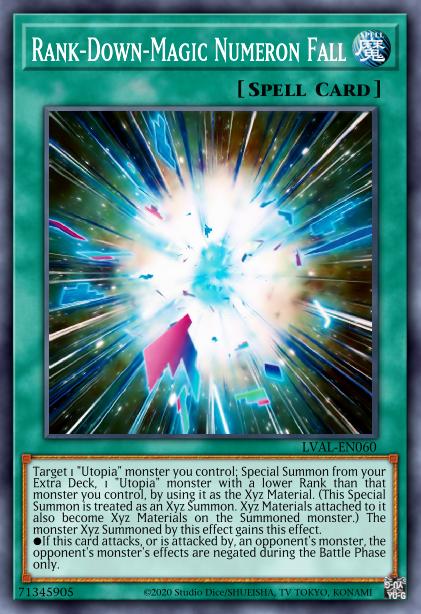 Rank-Down-Magic Numeron Fall
SPELL
魔
[ Spell Card ]
LVAL-EN060
Target 1 "Utopia" monster you control; Special Summon from your
Extra Deck, 1 "Utopia" monster with a lower Rank than that
monster you control, by using it as the Xyz Material. (This Special
Summon is treated as an Xyz Summon. Xyz Materials attached to it
also become Xyz Materials on the Summoned monster.) The
monster Xyz Summoned by this effect gains this effect.
●If this card attacks, or is attacked by, an opponent's monster, the
opponent's monster's effects are negated during the Battle Phase
only.
71345905
©2020 Studio Dice/SHUEISHA, TV TOKYO, KONAMI